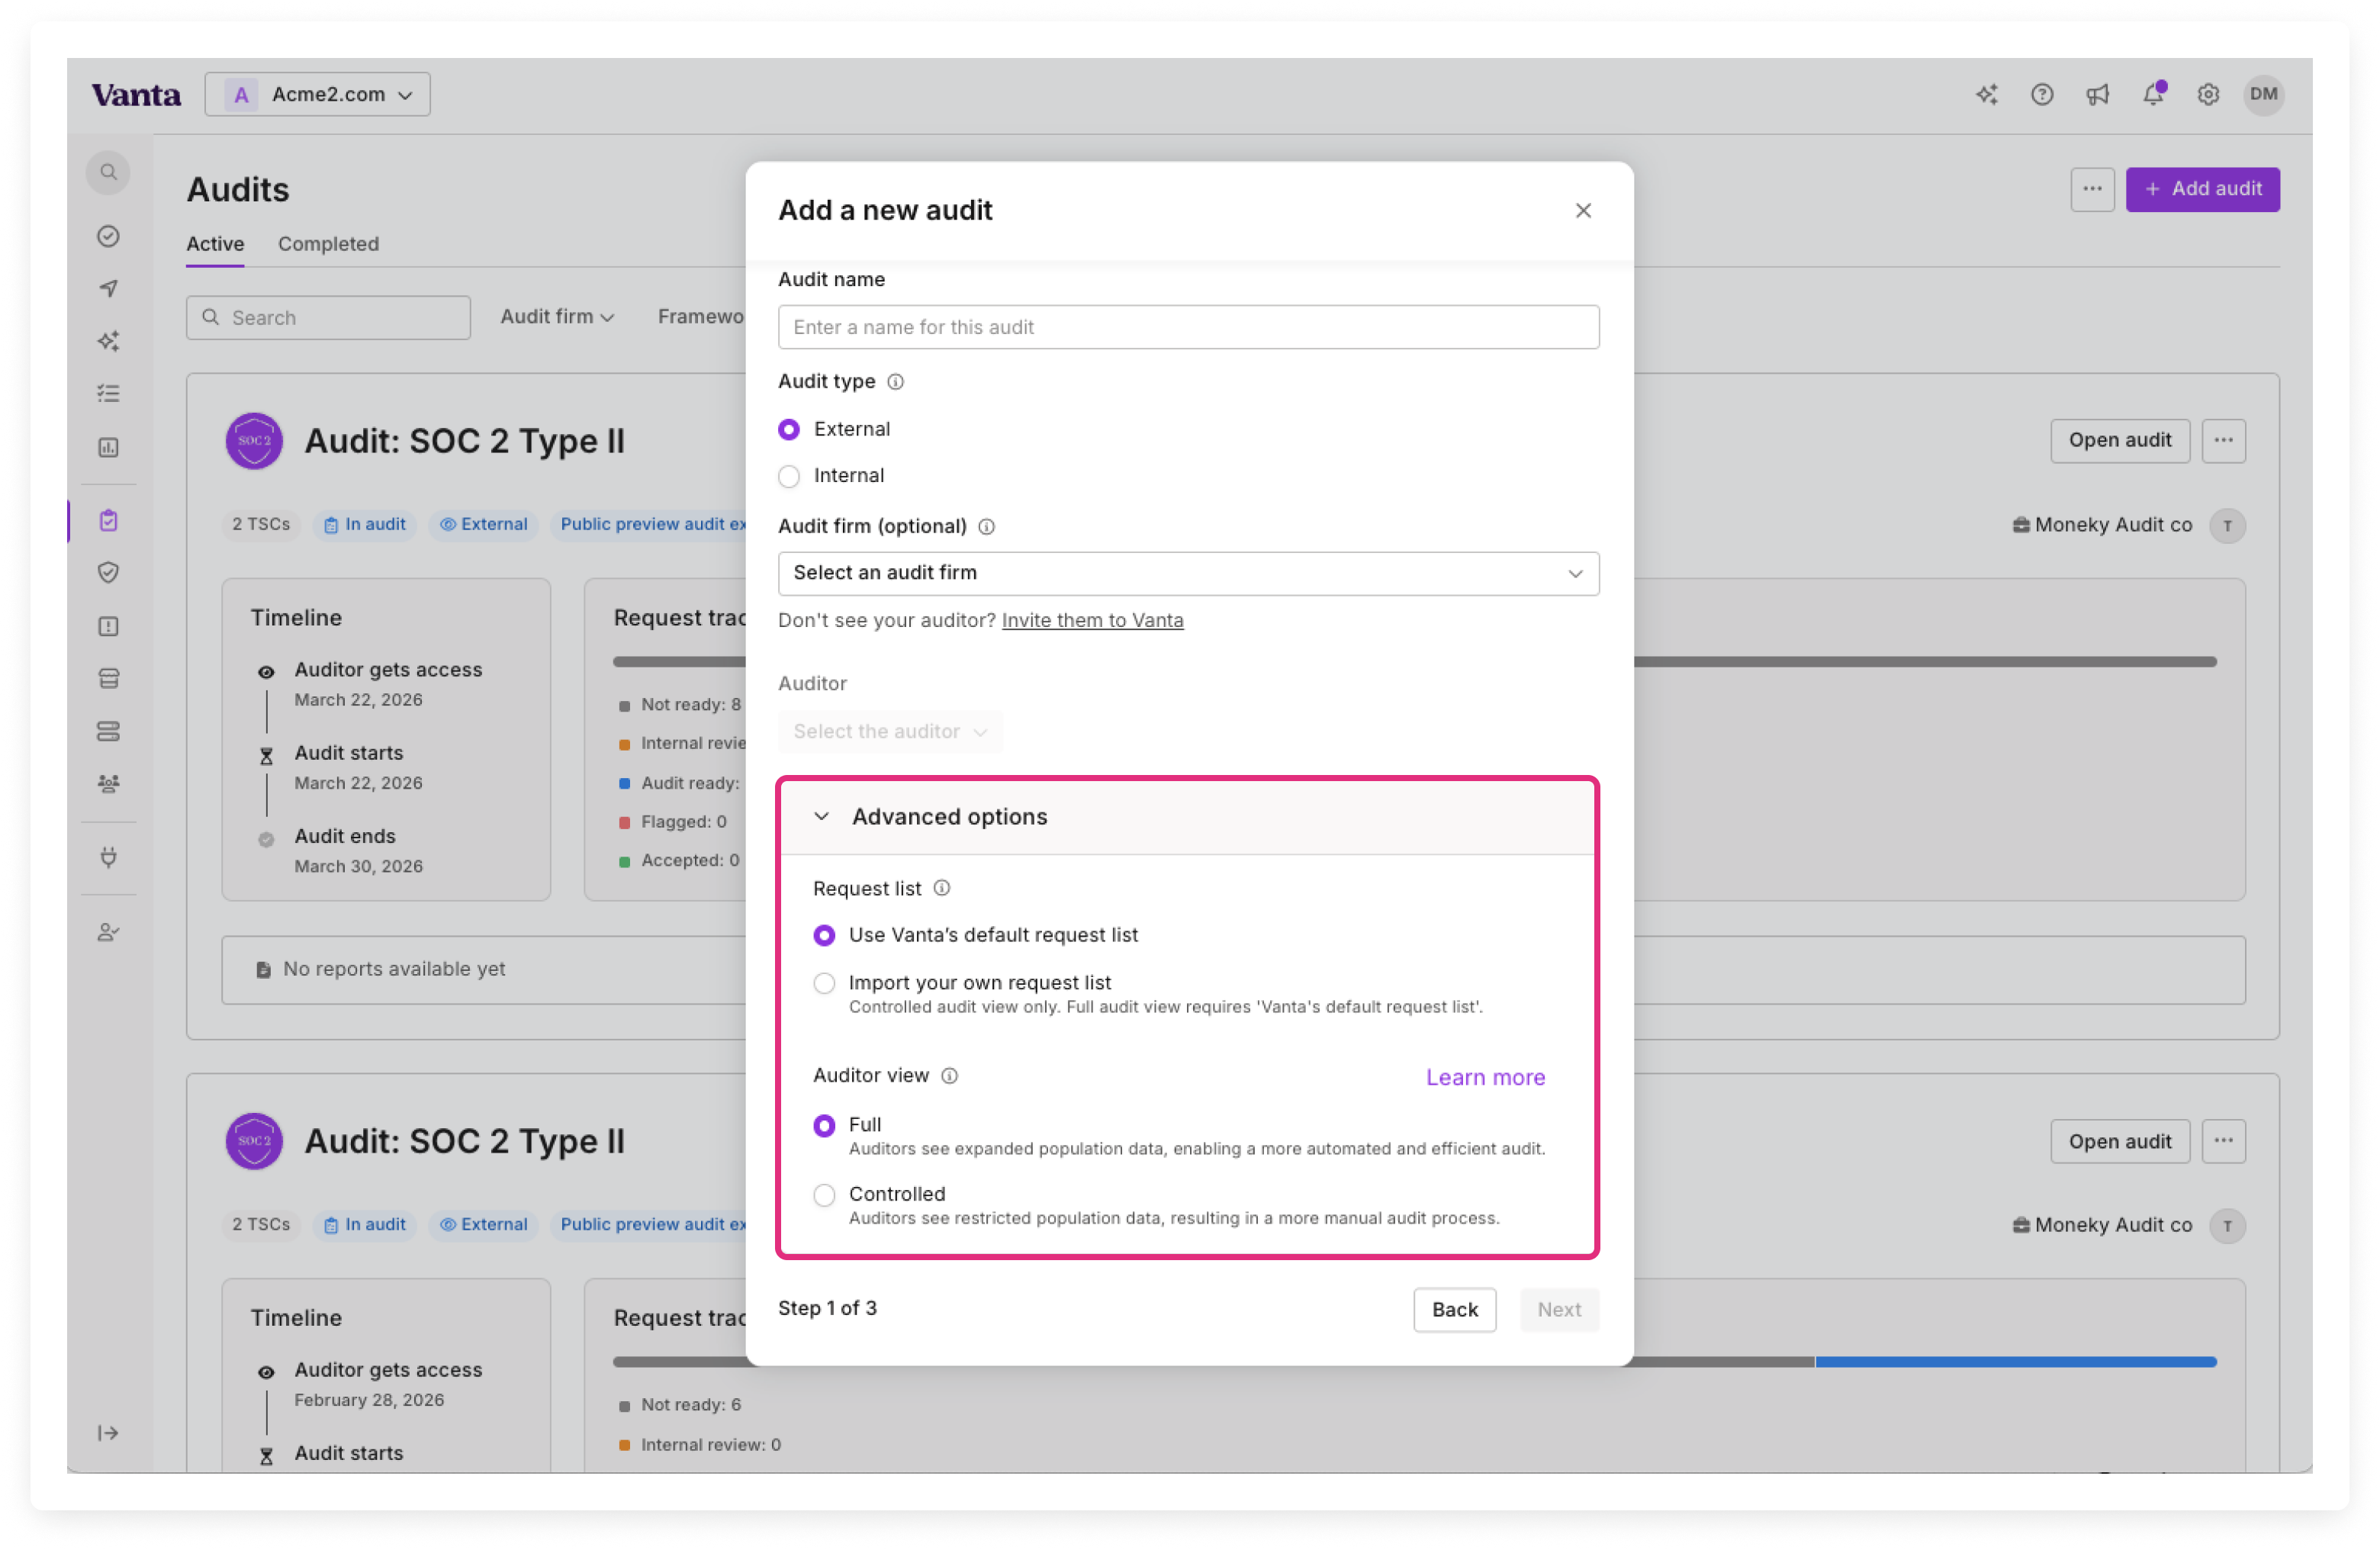 Vanta
A Acme2.com
DM
Audits
+ Add audit
Active Completed
Search
Audit firm
Framewo
SOC 2
Audit: SOC 2 Type II
Open audit
2 TSCs In audit External Public preview audit ex
Moneky Audit co T
Timeline
Auditor gets access
March 22, 2026
Audit starts
March 22, 2026
Audit ends
March 30, 2026
Request trac
Not ready: 8
Internal revie
Audit ready:
Flagged: 0
Accepted: 0
No reports available yet
SOC 2
Audit: SOC 2 Type II
Open audit
2 TSCs In audit External Public preview audit ex
Moneky Audit co T
Timeline
Auditor gets access
February 28, 2026
Audit starts
Request trac
Not ready: 6
Internal review: 0
Add a new audit
Audit name
Enter a name for this audit
Audit type
External
Internal
Audit firm (optional)
Select an audit firm
Don't see your auditor? Invite them to Vanta
Auditor
Select the auditor
Advanced options
Request list
Use Vanta’s default request list
Import your own request list
Controlled audit view only. Full audit view requires 'Vanta's default request list'.
Auditor view
Learn more
Full
Auditors see expanded population data, enabling a more automated and efficient audit.
Controlled
Auditors see restricted population data, resulting in a more manual audit process.
Step 1 of 3
Back
Next